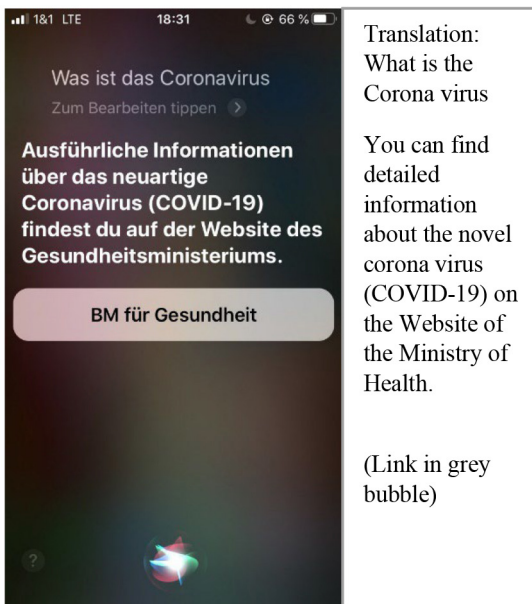 1&1 LTE 18:31 66 %
Was ist das Coronavirus
Zum Bearbeiten tippen
Ausführliche Informationen
über das neuartige
Coronavirus (COVID-19)
findest du auf der Website des
Gesundheitsministeriums.
BM für Gesundheit
?
Translation:
What is the
Corona virus
You can find
detailed
information
about the novel
corona virus
(COVID-19) on
the Website of
the Ministry of
Health.
(Link in grey
bubble)